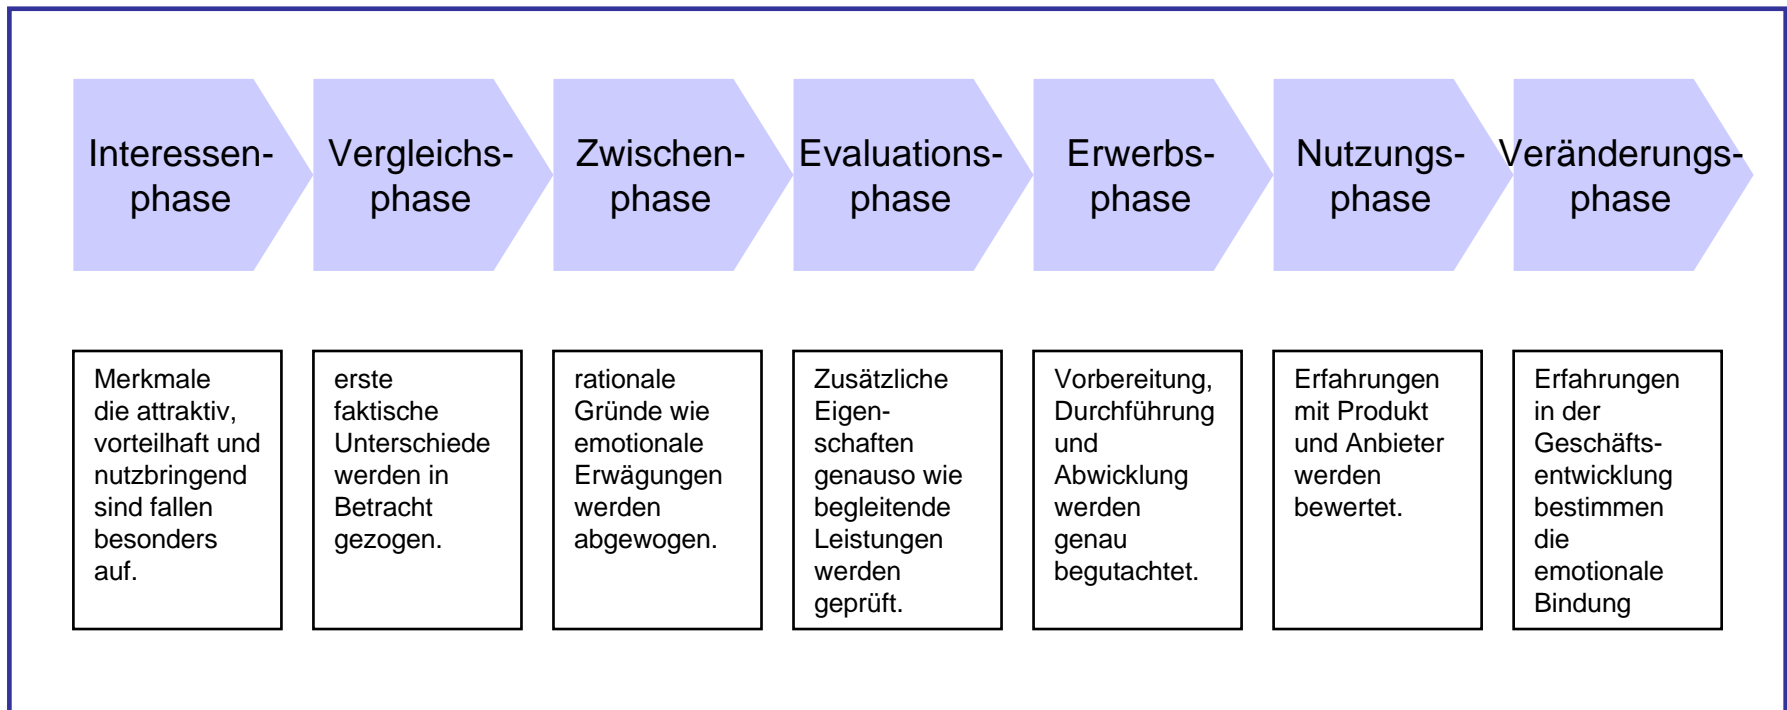 Interessen-
phase
Vergleichs-
phase
Zwischen-
phase
Evaluations-
phase
Erwerbs-
phase
Nutzungs-
phase
Veränderungs-
phase
Merkmale
die attraktiv,
vorteilhaft und
nutzbringend
sind fallen
besonders
auf.
erste
faktische
Unterschiede
werden in
Betracht
gezogen.
rationale
Gründe wie
emotionale
Erwägungen
werden
abgewogen.
Zusätzliche
Eigen-
schaften
genauso wie
begleitende
Leistungen
werden
geprüft.
Vorbereitung,
Durchführung
und
Abwicklung
werden
genau
begutachtet.
Erfahrungen
mit Produkt
und Anbieter
werden
bewertet.
Erfahrungen
in der
Geschäfts-
entwicklung
bestimmen
die
emotionale
Bindung